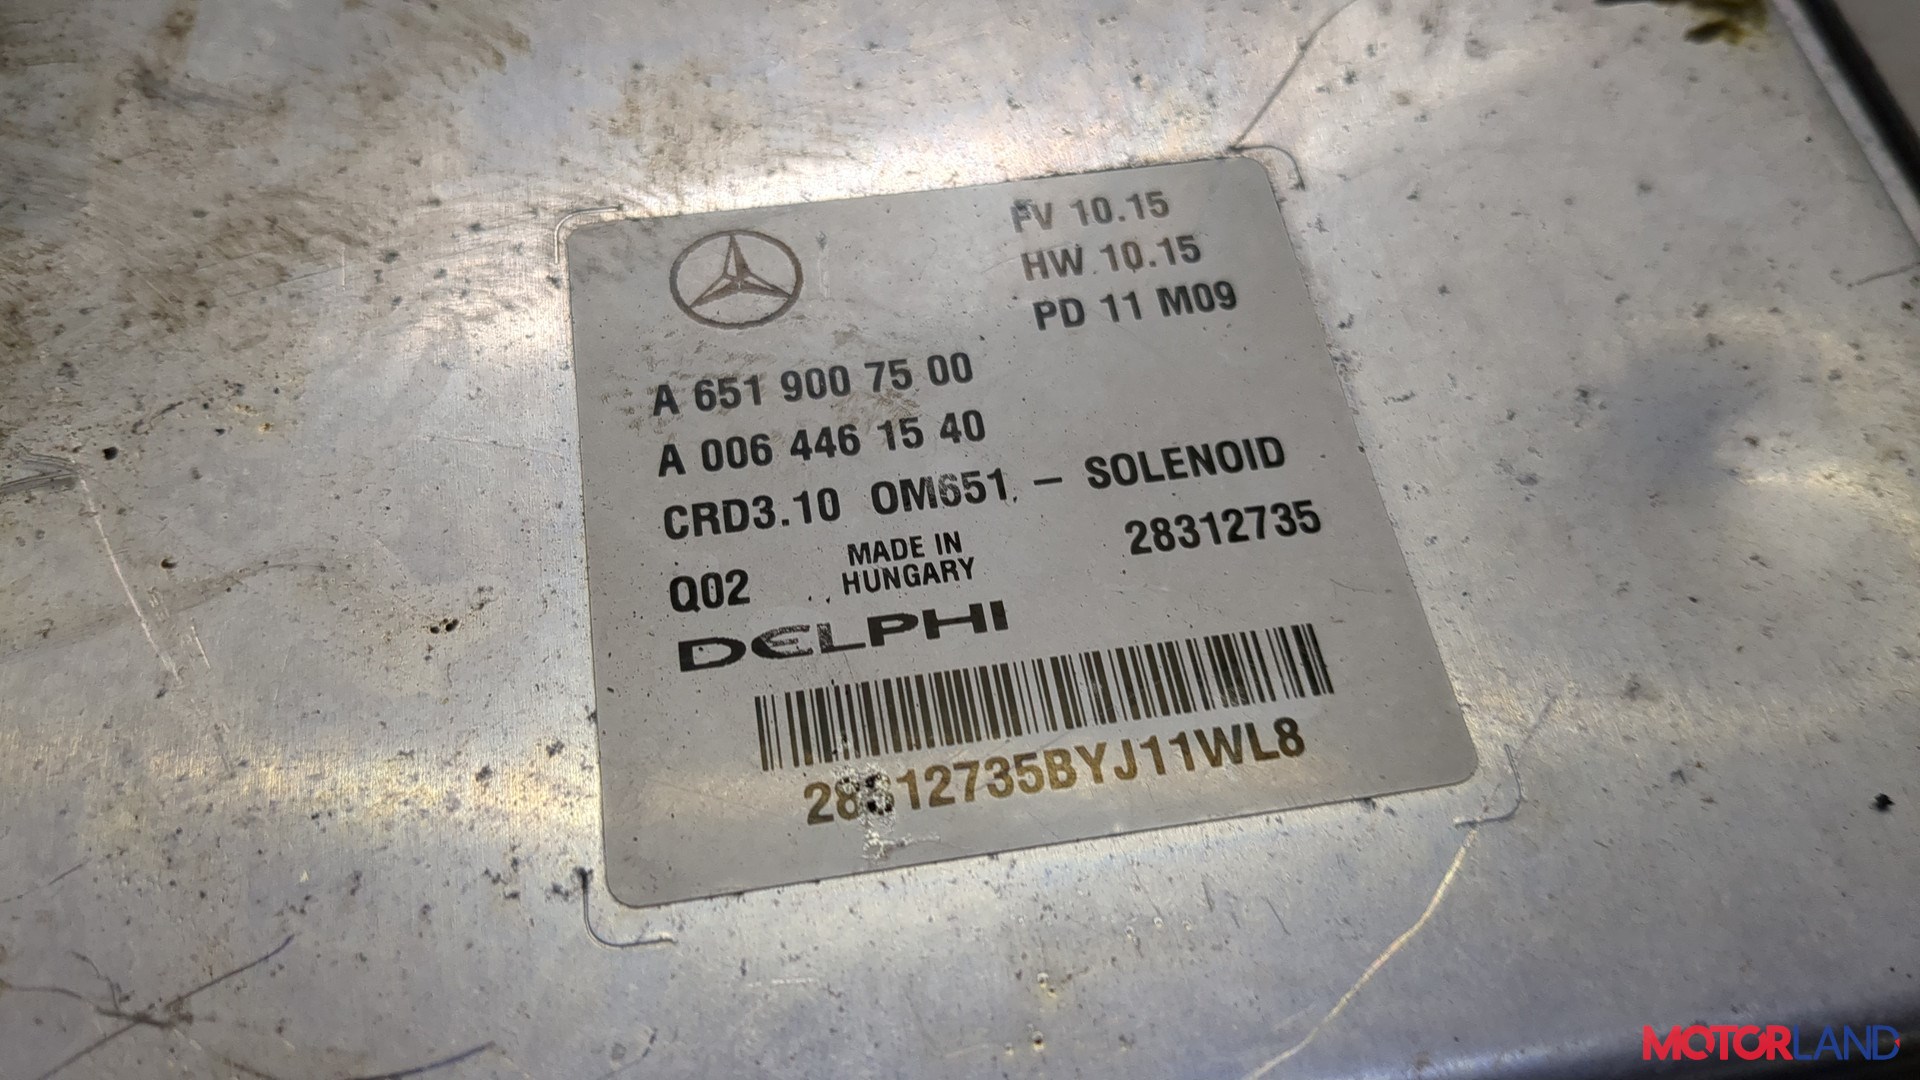 FV 10.15
HW 10.15
PD 11 M09
A 651 900 75 00
A 006 446 15 40
CRD3.10 OM651 - SOLENOID
Q02 MADE IN HUNGARY 28312735
DELPHI
28312735BYJ11WL8
MOTORLAND